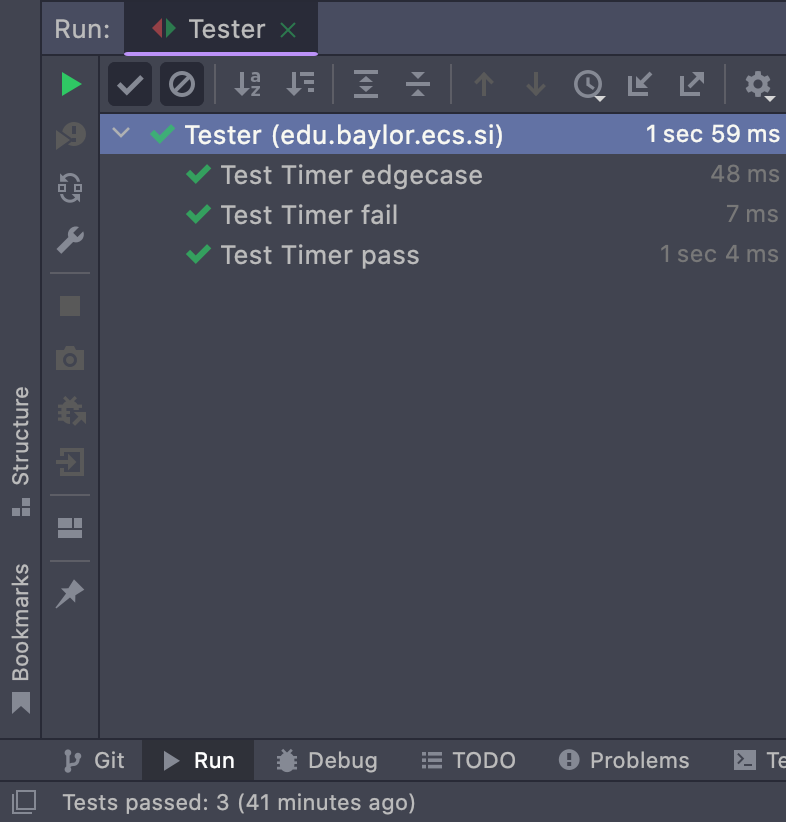 Run: Tester
Tester (edu.baylor.ecs.si) 1 sec 59 ms
Test Timer edgecase 48 ms
Test Timer fail 7 ms
Test Timer pass 1 sec 4 ms
Structure
Bookmarks
Git Run Debug TODO Problems Te
Tests passed: 3 (41 minutes ago)